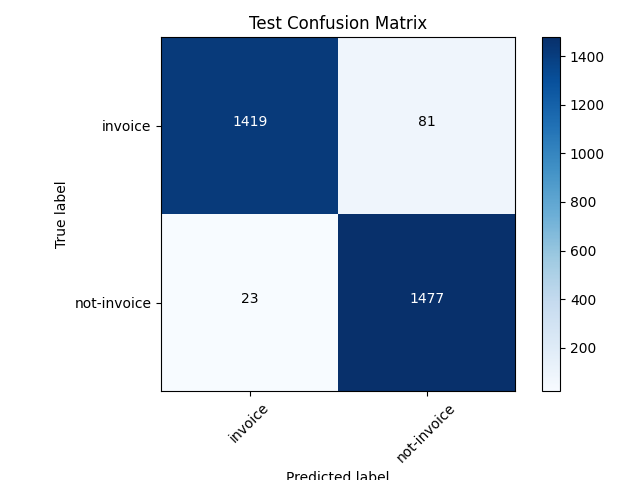 Test Confusion Matrix
True label
invoice
not-invoice
1419
81
23
1477
invoice
not-invoice
Predicted label
1400
1200
1000
800
600
400
200